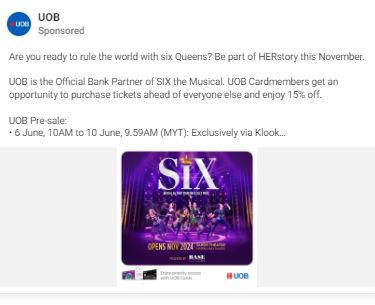 UOB
UOB
Sponsored
Are you ready to rule the world with six Queens? Be part of HERstory this November.
UOB is the Official Bank Partner of SIX the Musical. UOB Cardmembers get an
opportunity to purchase tickets ahead of everyone else and enjoy 15% off.
UOB Pre-sale:
• 6 June, 10AM to 10 June, 9.59AM (MYT): Exclusively via Klook...
SIX
OPENS NOV 2024
SANDS THEATRE
BASE
Enjoy priority access
with UOB Cards
UOB